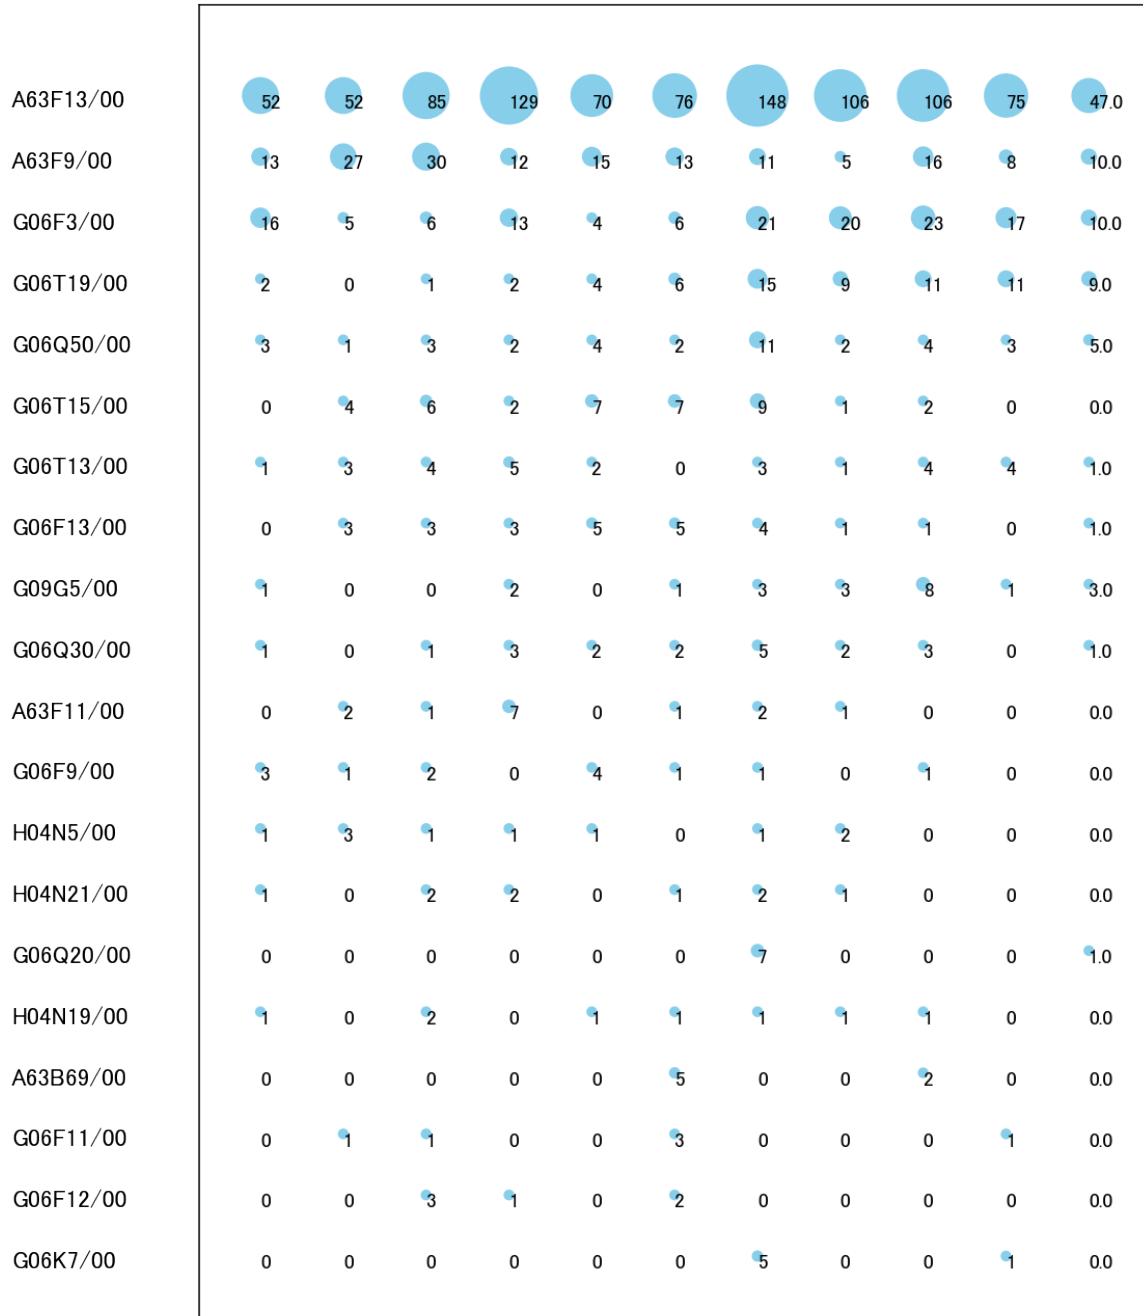 A63F13/00 52 52 85 129 70 76 148 106 106 75 47.0
A63F9/00 13 27 30 12 15 13 11 5 16 8 10.0
G06F3/00 16 5 6 13 4 6 21 20 23 17 10.0
G06T19/00 2 0 1 2 4 6 15 9 11 11 9.0
G06Q50/00 3 1 3 2 4 2 11 2 4 3 5.0
G06T15/00 0 4 6 2 7 7 9 1 2 0 0.0
G06T13/00 1 3 4 5 2 0 3 1 4 4 1.0
G06F13/00 0 3 3 3 5 5 4 1 1 0 1.0
G09G5/00 1 0 0 2 0 1 3 3 8 1 3.0
G06Q30/00 1 0 1 3 2 2 5 2 3 0 1.0
A63F11/00 0 2 1 7 0 1 2 1 0 0 0.0
G06F9/00 3 1 2 0 4 1 1 0 1 0 0.0
H04N5/00 1 3 1 1 1 0 1 2 0 0 0.0
H04N21/00 1 0 2 2 0 1 2 1 0 0 0.0
G06Q20/00 0 0 0 0 0 0 7 0 0 0 1.0
H04N19/00 1 0 2 0 1 1 1 1 1 0 0.0
A63B69/00 0 0 0 0 0 5 0 0 2 0 0.0
G06F11/00 0 1 1 0 0 3 0 0 0 1 0.0
G06F12/00 0 0 3 1 0 2 0 0 0 0 0.0
G06K7/00 0 0 0 0 0 0 5 0 0 1 0.0